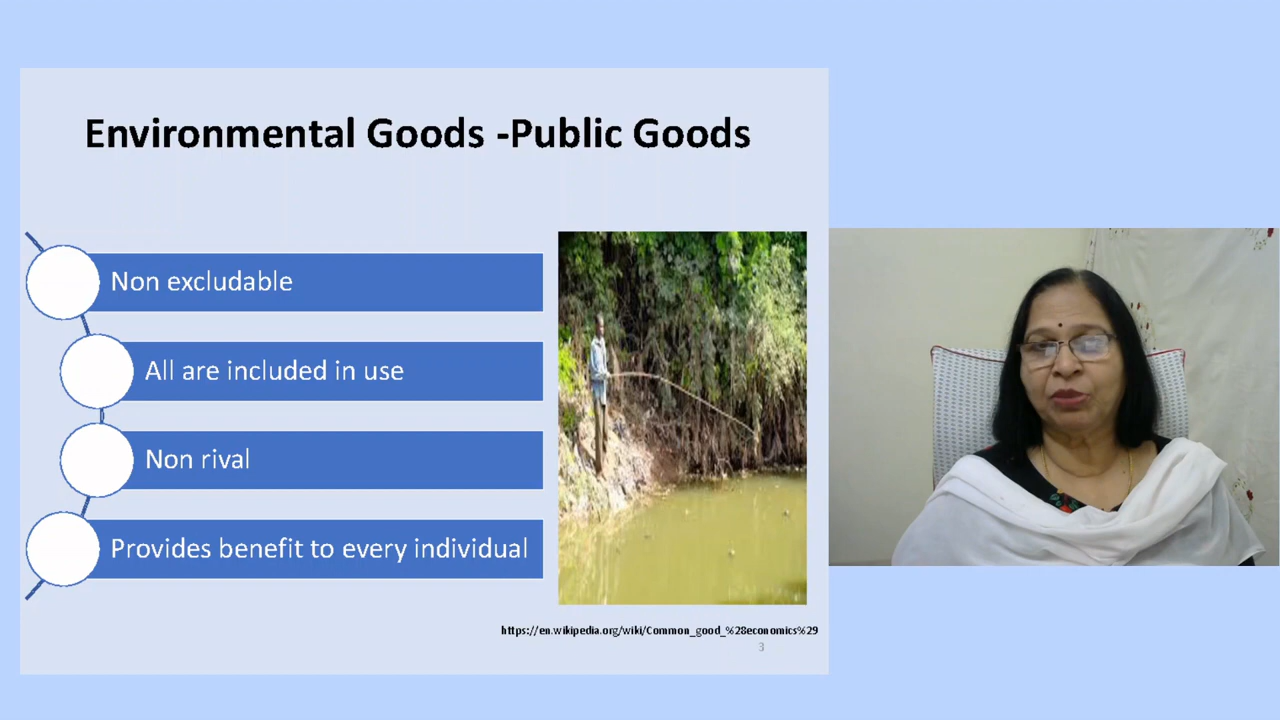 Environmental Goods -Public Goods
Non excludable
All are included in use
Non rival
Provides benefit to every individual
https://en.wikipedia.org/wiki/Common_good_%28economics%29
3